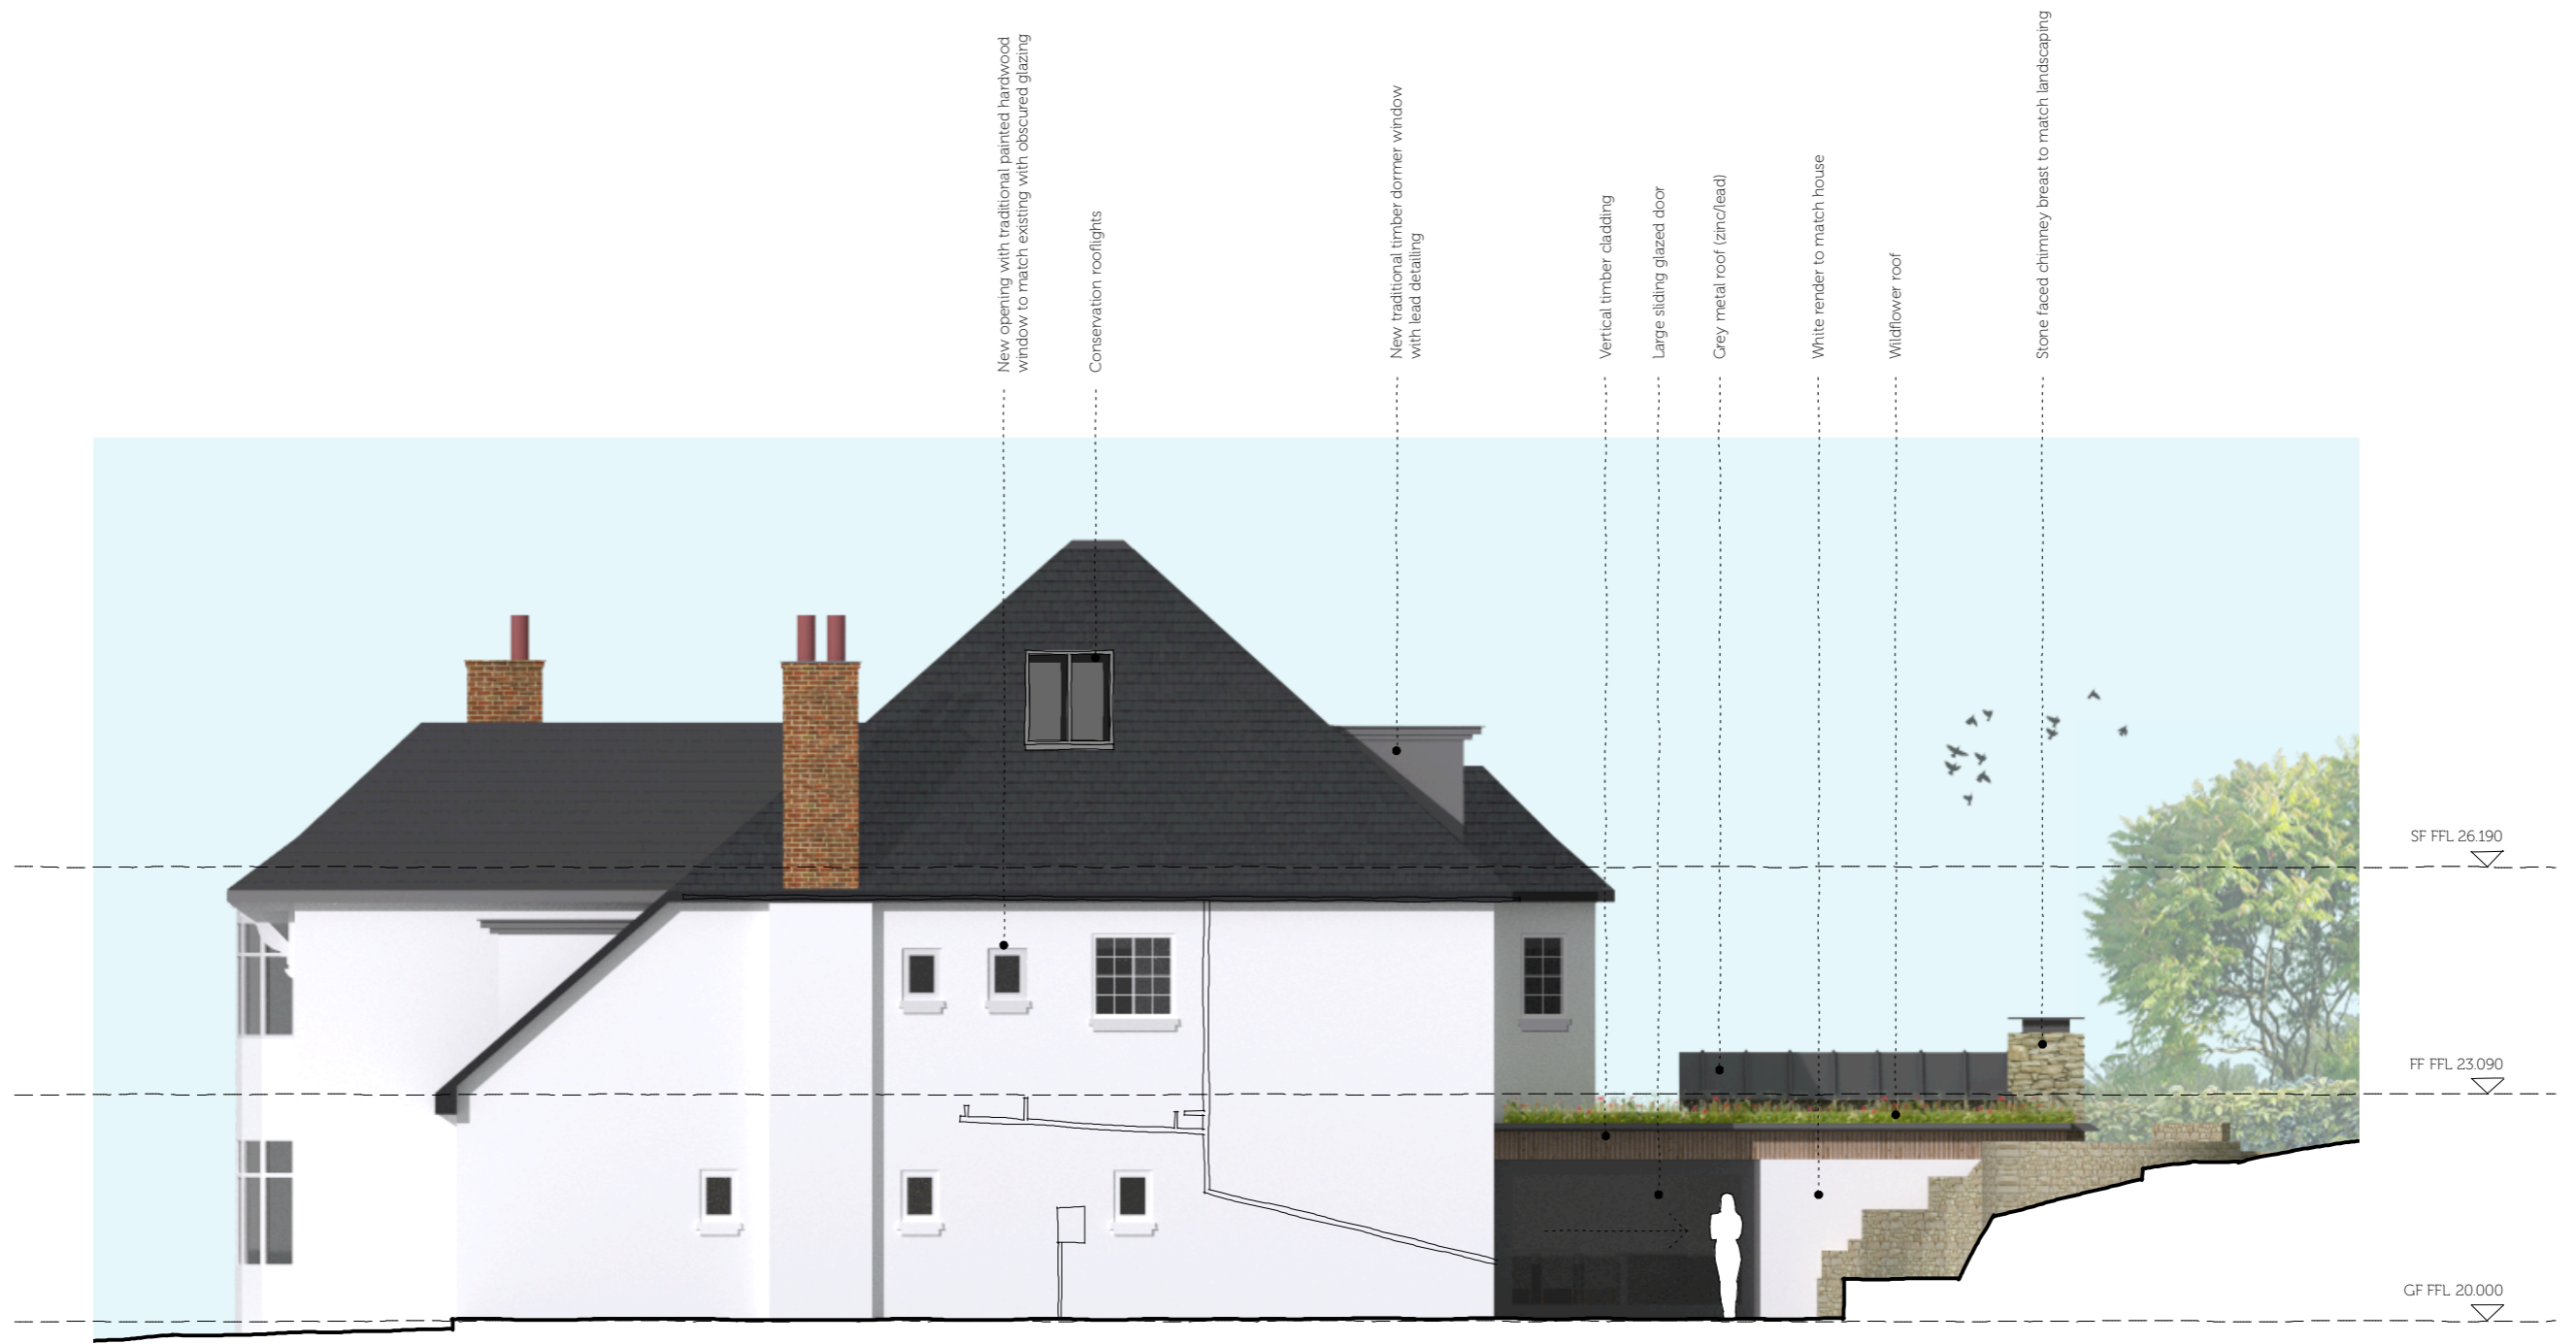 New opening with traditional painted hardwood
window to match existing with obscured glazing
Conservation rooflights
New traditional timber dormer window
with lead detailing
Vertical timber cladding
Large sliding glazed door
Grey metal roof (zinc/lead)
White render to match house
Wildflower roof
Stone faced chimney breast to match landscaping
SF FFL 26.190
FF FFL 23.090
GF FFL 20.000